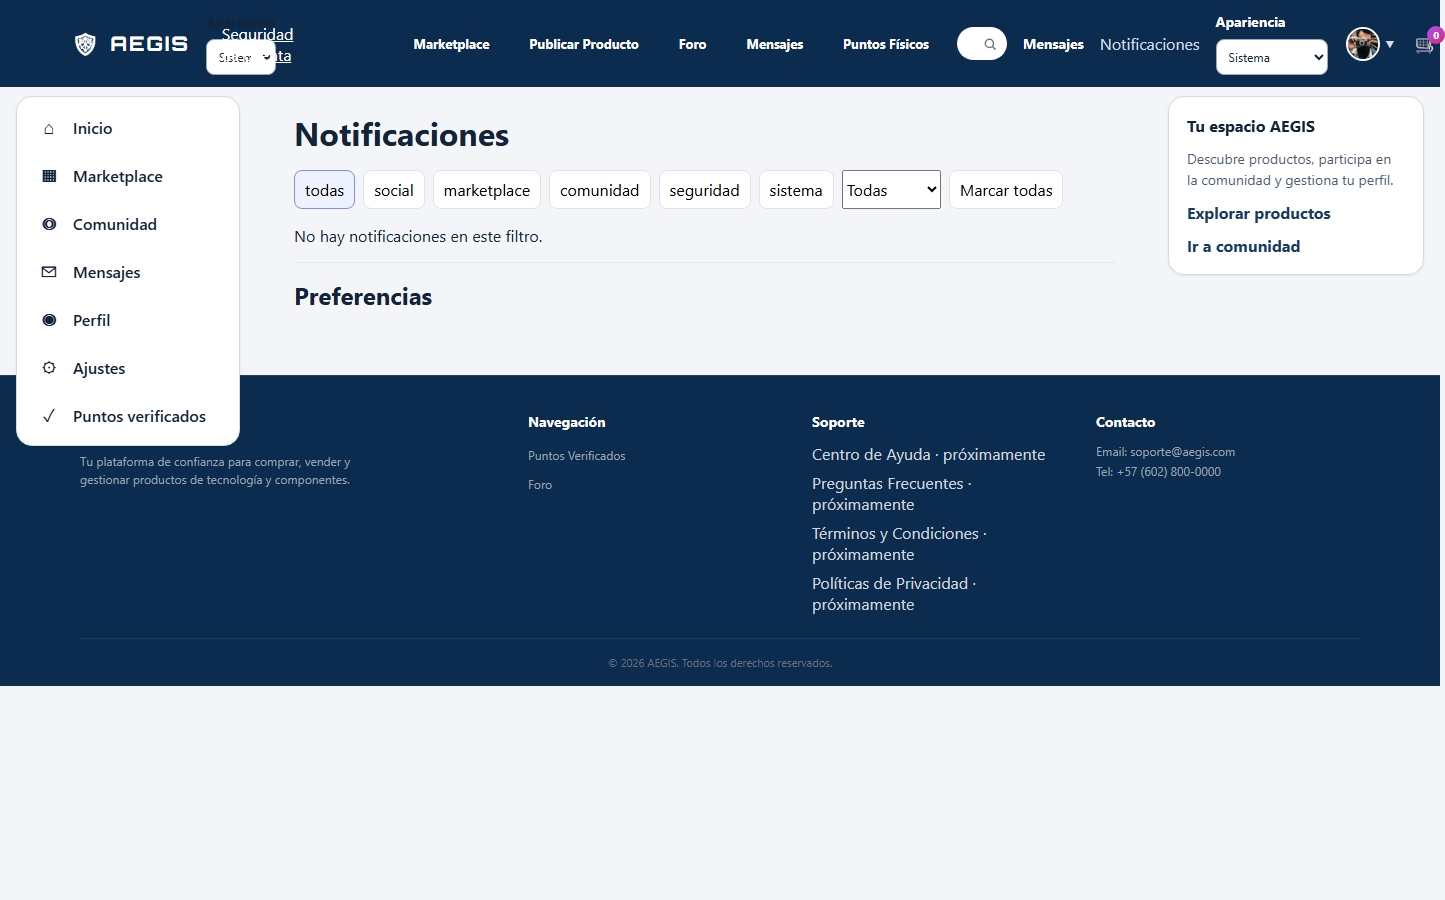 AEGIS
Apariencia
Sistema
Seguridad
Marketplace
Publicar Producto
Foro
Mensajes
Puntos Físicos
Mensajes
Notificaciones
Apariencia
Sistema
0
Inicio
Marketplace
Comunidad
Mensajes
Perfil
Ajustes
Puntos verificados
Notificaciones
todas
social
marketplace
comunidad
seguridad
sistema
Todas
Marcar todas
No hay notificaciones en este filtro.
Preferencias
Tu espacio AEGIS
Descubre productos, participa en
la comunidad y gestiona tu perfil.
Explorar productos
Ir a comunidad
Tu plataforma de confianza para comprar, vender y
gestionar productos de tecnología y componentes.
Navegación
Puntos Verificados
Foro
Soporte
Centro de Ayuda · próximamente
Preguntas Frecuentes ·
próximamente
Términos y Condiciones ·
próximamente
Políticas de Privacidad ·
próximamente
Contacto
Email: soporte@aegis.com
Tel: +57 (602) 800-0000
© 2026 AEGIS. Todos los derechos reservados.